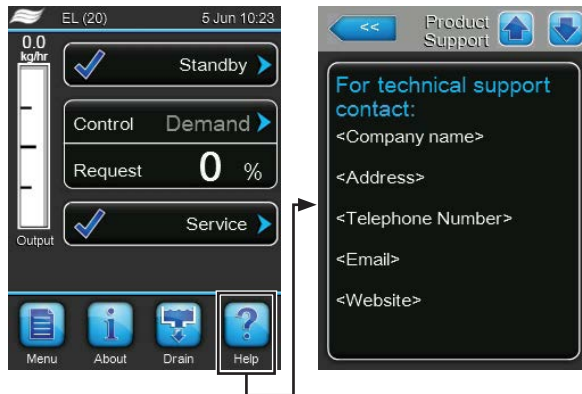 EL (20) 5 Jun 10:23
0.0
kg/hr
Standby
Control Demand
Request 0 %
Service
Output
Menu About Drain Help
<< Product
Support
For technical support
contact:
<Company name>
<Address>
<Telephone Number>
<Email>
<Website>